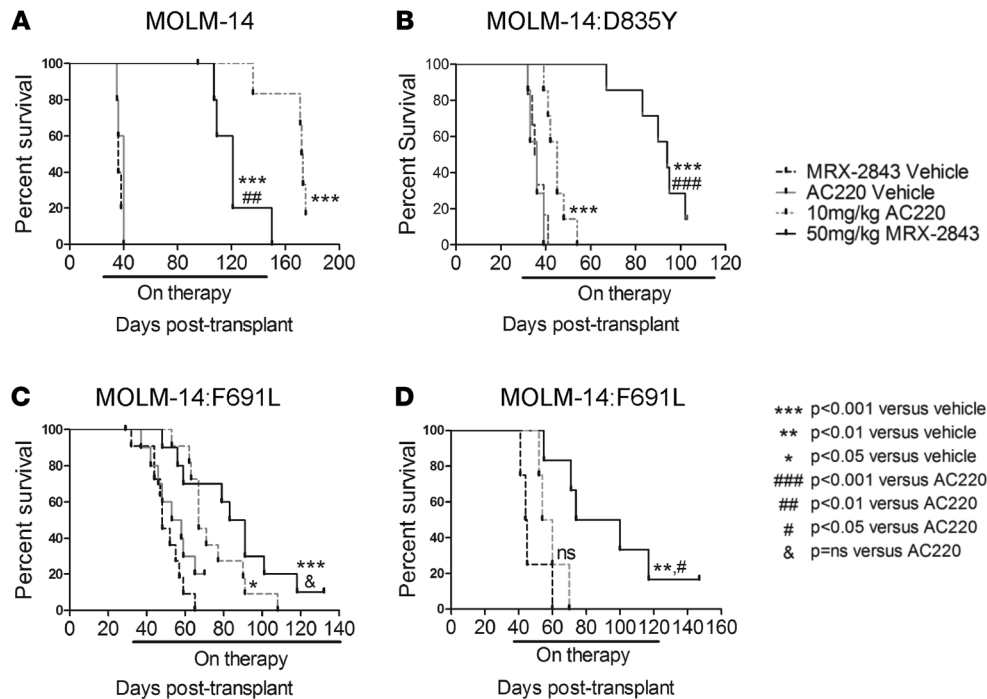 A
MOLM-14
Percent survival
100
80
60
40
20
0
***
##
***
0 40 80 120 160 200
On therapy
Days post-transplant
B
MOLM-14:D835Y
Percent Survival
100
80
60
40
20
0
***
***
###
0 20 40 60 80 100 120
On therapy
Days post-transplant
MRX-2843 Vehicle
AC220 Vehicle
10mg/kg AC220
50mg/kg MRX-2843
C
MOLM-14:F691L
Percent survival
100
80
60
40
20
0
*
***
&
0 20 40 60 80 100 120 140
On therapy
Days post-transplant
D
MOLM-14:F691L
Percent survival
100
80
60
40
20
0
ns
**,#
0 20 40 60 80 100 120 140 160
On therapy
Days post-transplant
*** p<0.001 versus vehicle
** p<0.01 versus vehicle
* p<0.05 versus vehicle
### p<0.001 versus AC220
## p<0.01 versus AC220
# p<0.05 versus AC220
& p=ns versus AC220